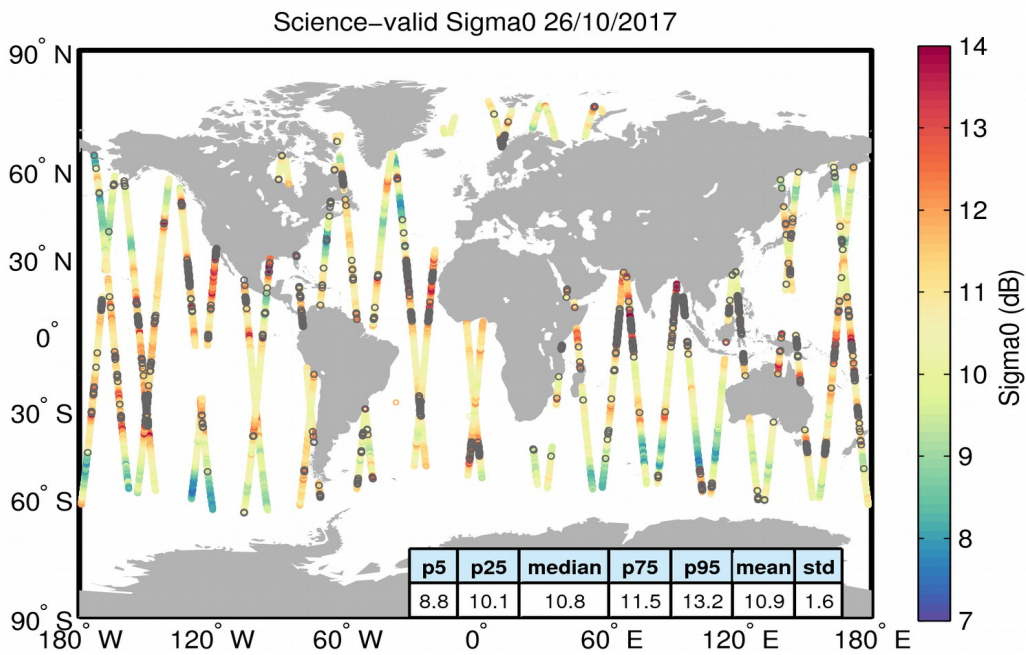 Science−valid Sigma0 26/10/2017
90° N
60° N
30° N
0°
30° S
60° S
90° S
180° W
120° W
60° W
0°
60° E
120° E
180° E
p5 p25 median p75 p95 mean std
8.8 10.1 10.8 11.5 13.2 10.9 1.6
14
13
12
11
10
9
8
7
Sigma0 (dB)